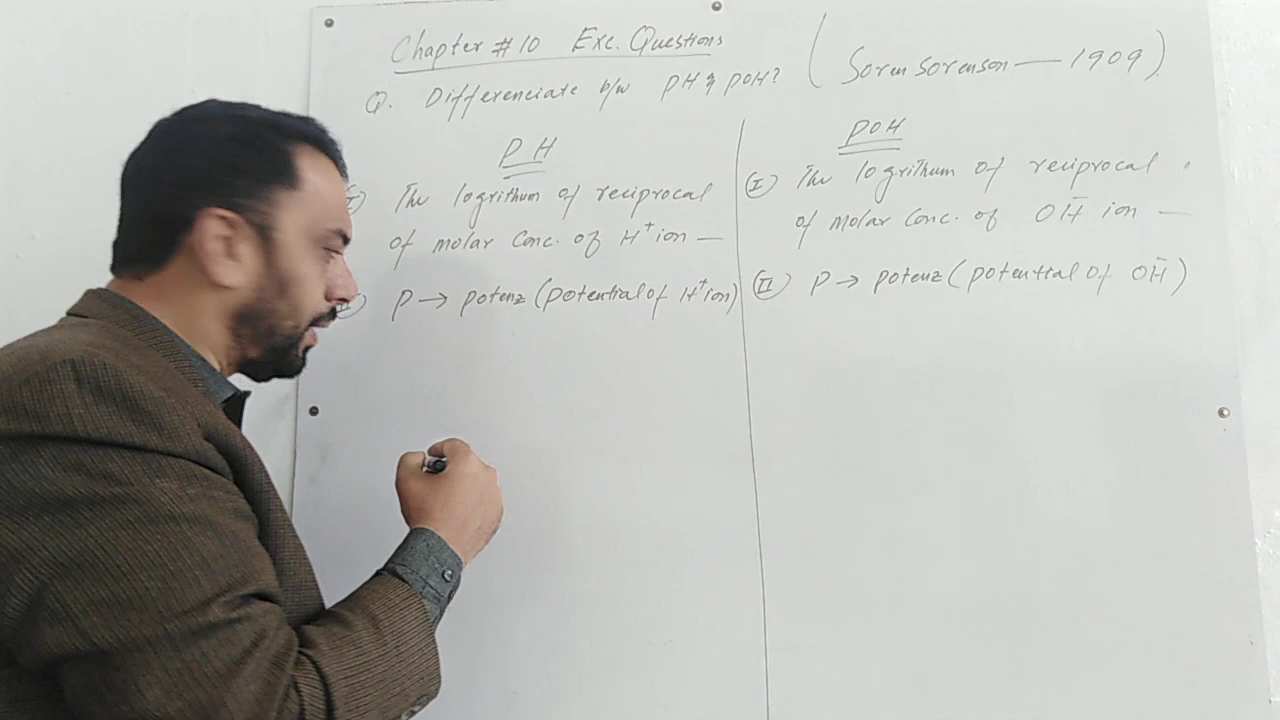 Chapter # 10 Exc. Questions
(Soren Sorenson — 1909).
Q. Differenciate b/w PH & POH?
PH
(I) The logrithum of reciprocal
of molar Conc. of H⁺ ion —
P → potenz (potential of H⁺ ion)
POH
(I) The logrithum of reciprocal
of molar Conc. of OH⁻ ion —
(II) P → potenz (potential of OH⁻)